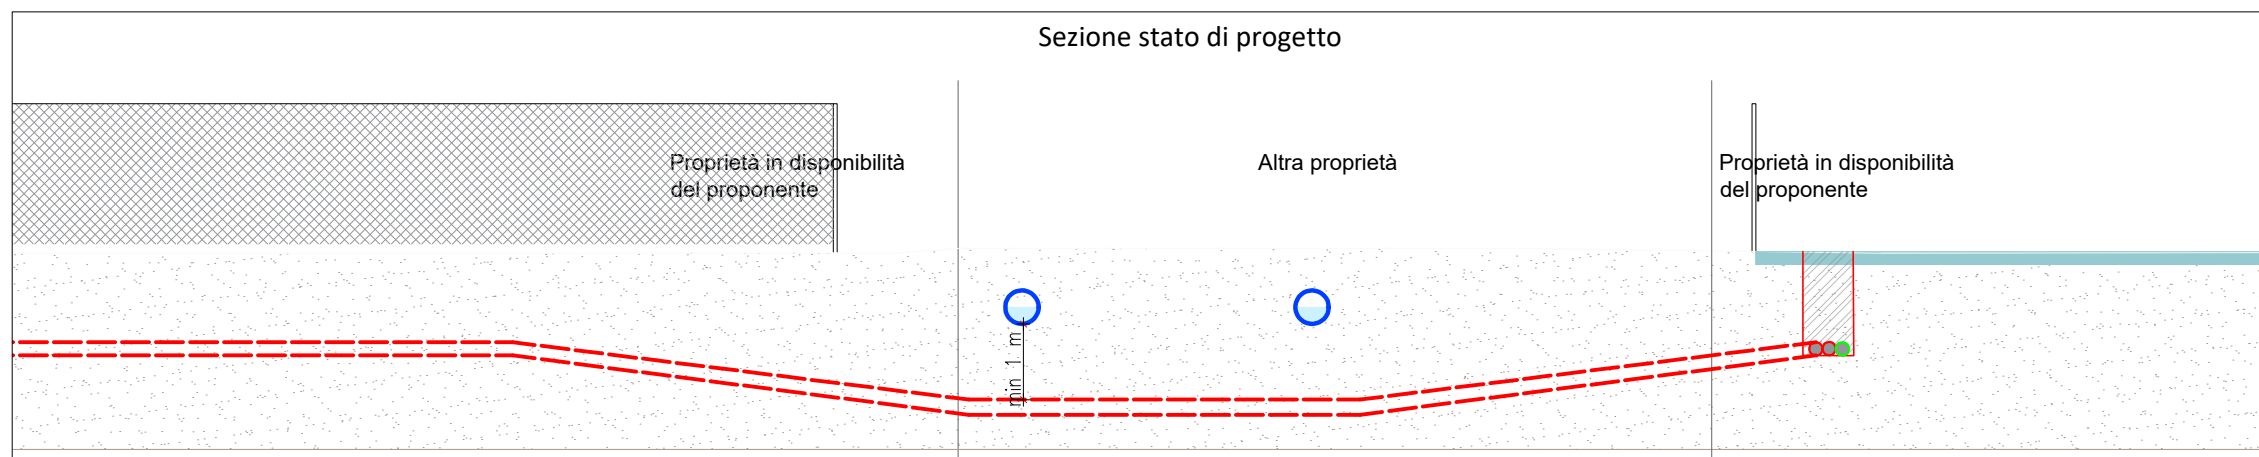 Sezione stato di progetto
Proprietà in disponibilità
del proponente
Altra proprietà
Proprietà in disponibilità
del proponente
min 1 m